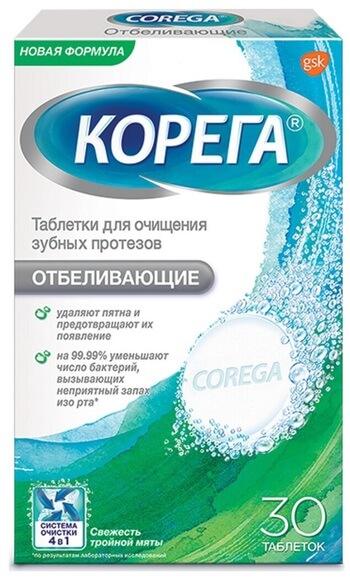 COREGA®
Отбеливающие
НОВАЯ ФОРМУЛА
gsk
КОРЕГА®
Таблетки для очищения
зубных протезов
ОТБЕЛИВАЮЩИЕ
удаляют пятна и
предотвращают их
появление
на 99.99% уменьшают
число бактерий,
вызывающих
неприятный запах
изо рта*
COREGA
СИСТЕМА
ОЧИСТКИ
4 в 1
Свежесть
тройной мяты
30
ТАБЛЕТОК
*по результатам лабораторных исследований